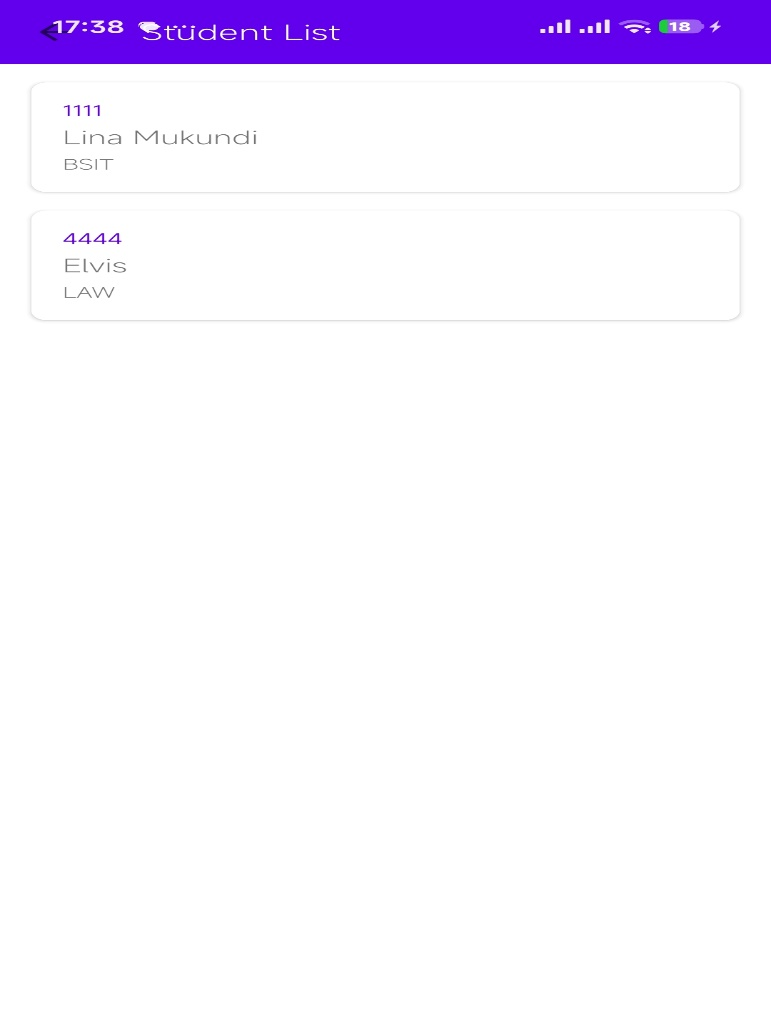 17:38
Student List
18
1111
Lina Mukundi
BSIT
4444
Elvis
LAW